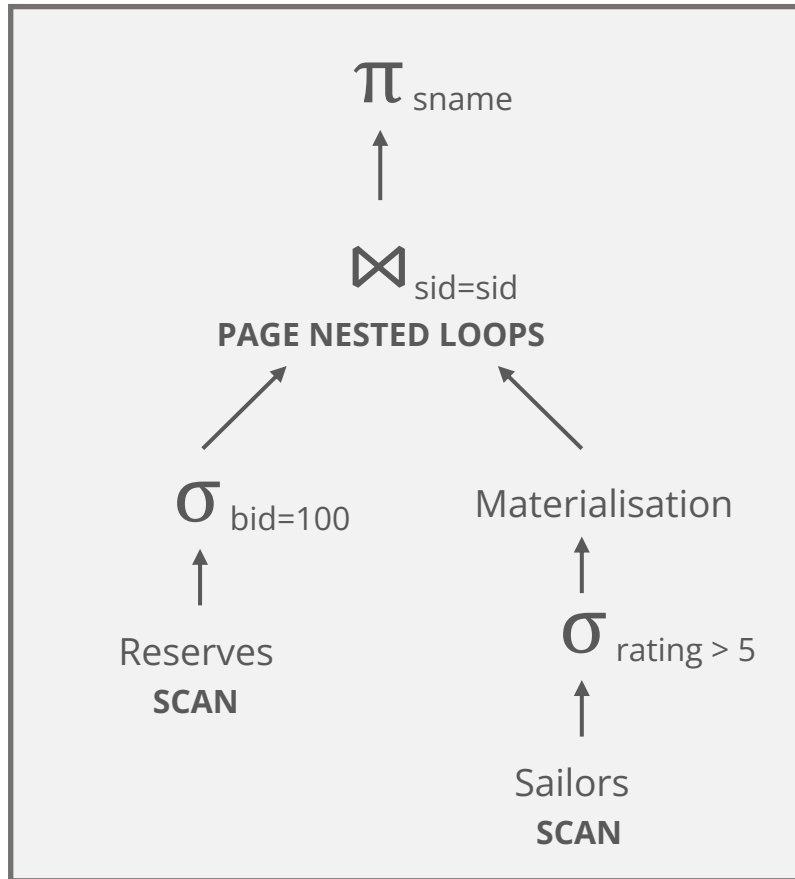 π sname
⋈ sid=sid
PAGE NESTED LOOPS
σ bid=100
Materialisation
Reserves
SCAN
σ rating > 5
Sailors
SCAN